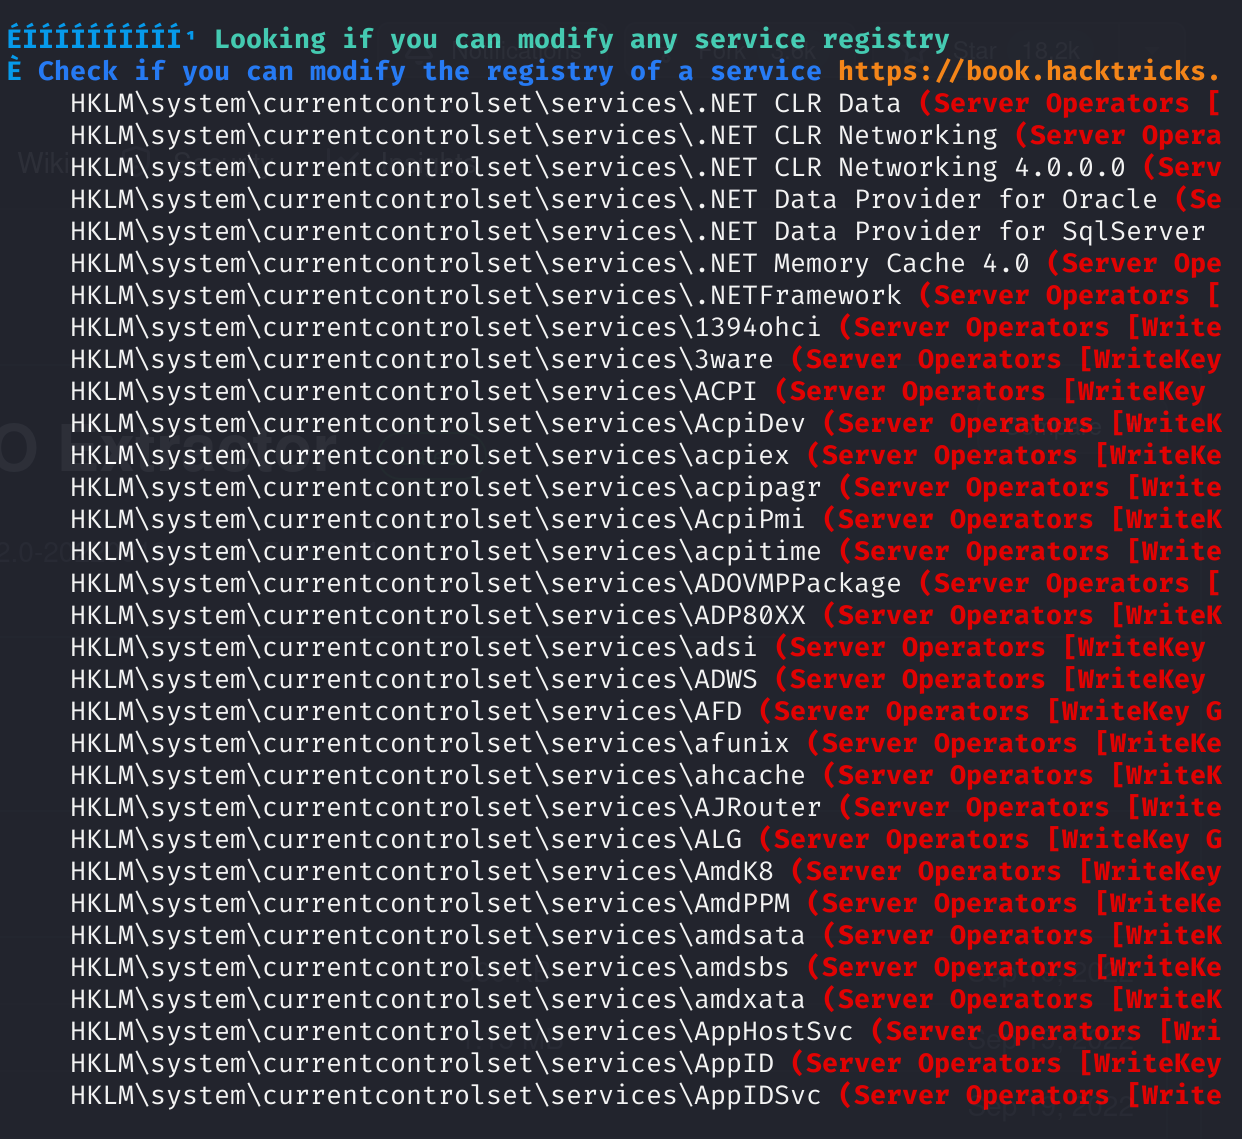 ÉÍÍÍÍÍÍÍÍÍÍ¹ Looking if you can modify any service registry
È Check if you can modify the registry of a service https://book.hacktricks.
HKLM\system\currentcontrolset\services\.NET CLR Data (Server Operators [
HKLM\system\currentcontrolset\services\.NET CLR Networking (Server Opera
HKLM\system\currentcontrolset\services\.NET CLR Networking 4.0.0.0 (Serv
HKLM\system\currentcontrolset\services\.NET Data Provider for Oracle (Se
HKLM\system\currentcontrolset\services\.NET Data Provider for SqlServer
HKLM\system\currentcontrolset\services\.NET Memory Cache 4.0 (Server Ope
HKLM\system\currentcontrolset\services\.NETFramework (Server Operators [
HKLM\system\currentcontrolset\services\1394ohci (Server Operators [Write
HKLM\system\currentcontrolset\services\3ware (Server Operators [WriteKey
HKLM\system\currentcontrolset\services\ACPI (Server Operators [WriteKey
HKLM\system\currentcontrolset\services\AcpiDev (Server Operators [WriteK
HKLM\system\currentcontrolset\services\acpiex (Server Operators [WriteKe
HKLM\system\currentcontrolset\services\acpipagr (Server Operators [Write
HKLM\system\currentcontrolset\services\AcpiPmi (Server Operators [WriteK
HKLM\system\currentcontrolset\services\acpitime (Server Operators [Write
HKLM\system\currentcontrolset\services\ADOVMPPackage (Server Operators [
HKLM\system\currentcontrolset\services\ADP80XX (Server Operators [WriteK
HKLM\system\currentcontrolset\services\adsi (Server Operators [WriteKey
HKLM\system\currentcontrolset\services\ADWS (Server Operators [WriteKey
HKLM\system\currentcontrolset\services\AFD (Server Operators [WriteKey G
HKLM\system\currentcontrolset\services\afunix (Server Operators [WriteKe
HKLM\system\currentcontrolset\services\ahcache (Server Operators [WriteK
HKLM\system\currentcontrolset\services\AJRouter (Server Operators [Write
HKLM\system\currentcontrolset\services\ALG (Server Operators [WriteKey G
HKLM\system\currentcontrolset\services\AmdK8 (Server Operators [WriteKey
HKLM\system\currentcontrolset\services\AmdPPM (Server Operators [WriteKe
HKLM\system\currentcontrolset\services\amdsata (Server Operators [WriteK
HKLM\system\currentcontrolset\services\amdsbs (Server Operators [WriteKe
HKLM\system\currentcontrolset\services\amdxata (Server Operators [WriteK
HKLM\system\currentcontrolset\services\AppHostSvc (Server Operators [Wri
HKLM\system\currentcontrolset\services\AppID (Server Operators [WriteKey
HKLM\system\currentcontrolset\services\AppIDSvc (Server Operators [Write